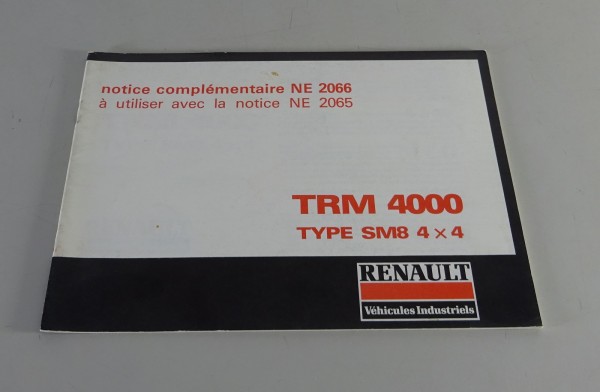 notice complémentaire NE 2066
à utiliser avec la notice NE 2065
TRM 4000
TYPE SM8 4 × 4
RENAULT
Véhicules Industriels